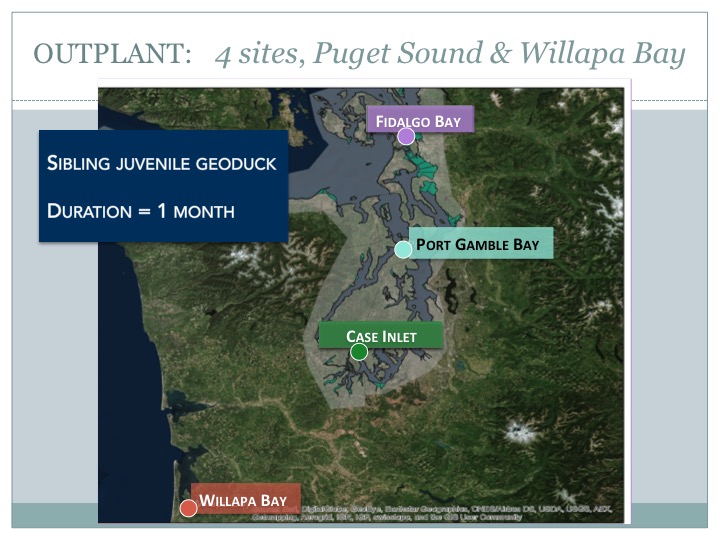 OUTPLANT: 4 sites, Puget Sound & Willapa Bay
FIDALGO BAY
SIBLING JUVENILE GEODUCK
DURATION = 1 MONTH
PORT GAMBLE BAY
CASE INLET
WILLAPA BAY
Esri, DigitalGlobe, GeoEye, Earthstar Geographics, CNES/Airbus DS, USDA, USGS, AEX,
Getmapping, Aerogrid, IGN, IGP, swisstopo, and the GIS User Community